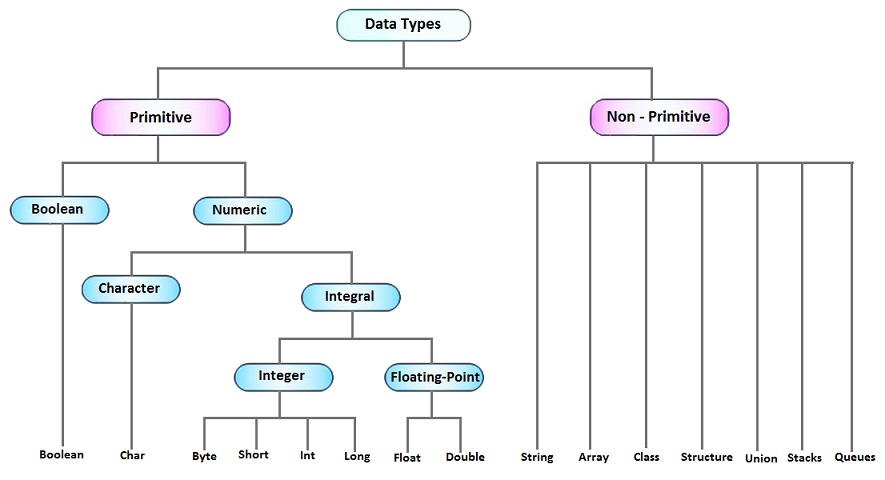 Data Types
Primitive
Non - Primitive
Boolean
Numeric
Character
Integral
Integer
Floating-Point
Boolean
Char
Byte
Short
Int
Long
Float
Double
String
Array
Class
Structure
Union
Stacks
Queues